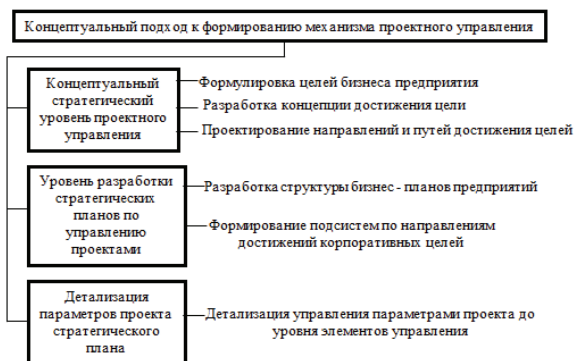 Концептуальный подход к формированию механизма проектного управления
Концептуальный
стратегический
уровень проектного
управления
Формулировка целей бизнеса предприятия
Разработка концепции достижения цели
Проектирование направлений и путей достижения целей
Уровень разработки
стратегических
планов по
управлению
проектами
Разработка структуры бизнес - планов предприятий
Формирование подсистем по направлениям
достижений корпоративных целей
Детализация
параметров проекта
стратегического
плана
Детализация управления параметрами проекта до
уровня элементов управления